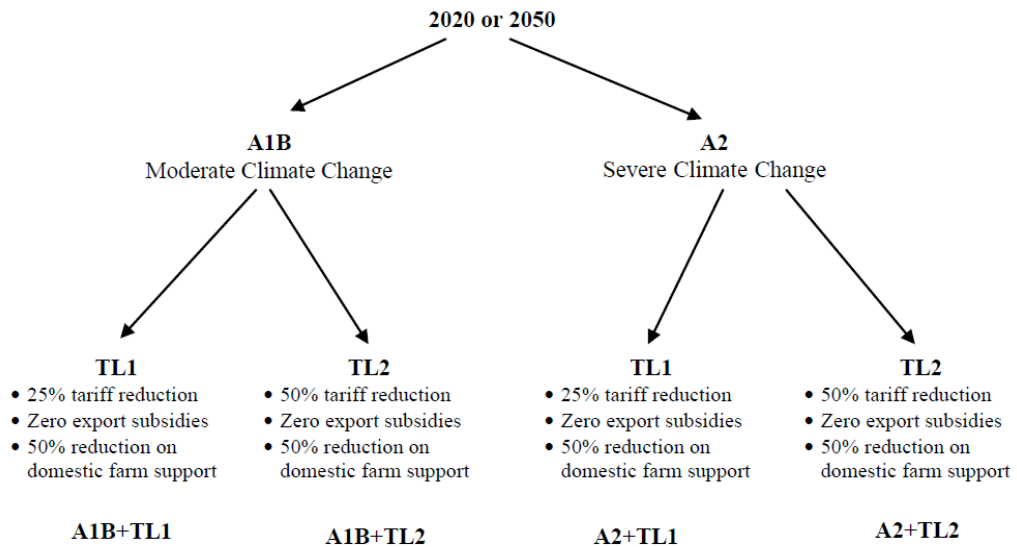 2020 or 2050
A1B
Moderate Climate Change
A2
Severe Climate Change
TL1
• 25% tariff reduction
• Zero export subsidies
• 50% reduction on
domestic farm support
TL2
• 50% tariff reduction
• Zero export subsidies
• 50% reduction on
domestic farm support
TL1
• 25% tariff reduction
• Zero export subsidies
• 50% reduction on
domestic farm support
TL2
• 50% tariff reduction
• Zero export subsidies
• 50% reduction on
domestic farm support
A1B+TL1
A1B+TL2
A2+TL1
A2+TL2